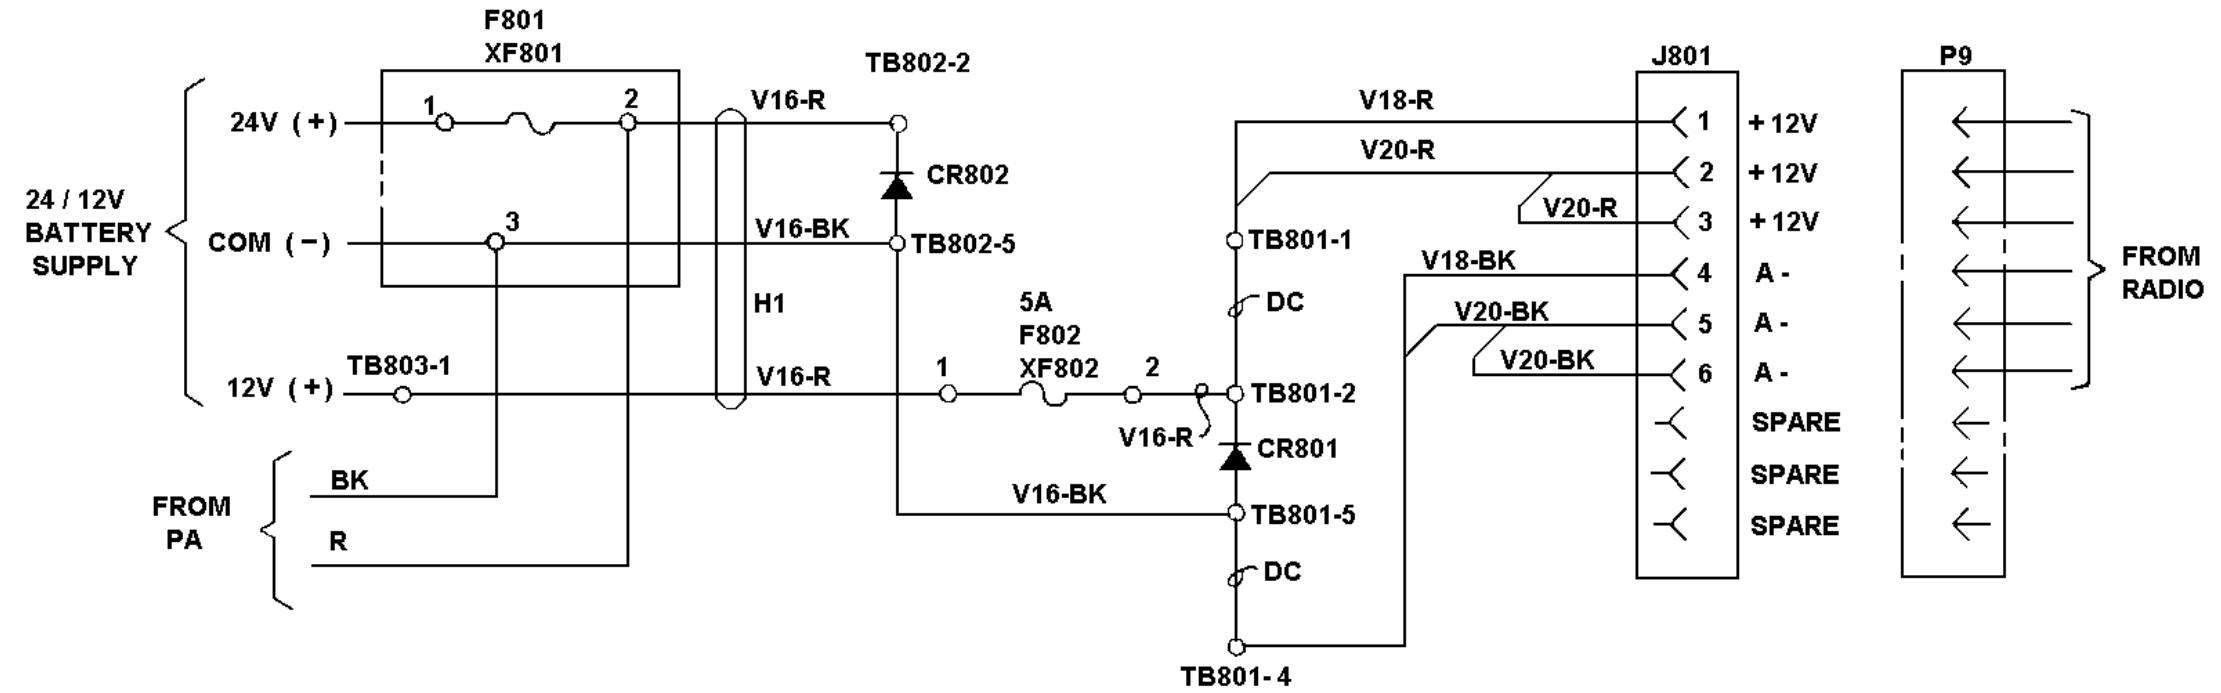 F801
XF801
TB802-2
J801
P9
24V (+)
1
2
V16-R
V18-R
1
+12V
CR802
V20-R
2
+12V
24 / 12V
BATTERY
SUPPLY
COM (−)
3
V16-BK
TB802-5
TB801-1
V20-R
3
+12V
V18-BK
4
A -
FROM
RADIO
H1
5A
F802
XF802
DC
V20-BK
5
A -
12V (+)
TB803-1
V16-R
1
2
TB801-2
V20-BK
6
A -
V16-R
CR801
SPARE
SPARE
SPARE
FROM
PA
BK
R
V16-BK
TB801-5
DC
TB801- 4